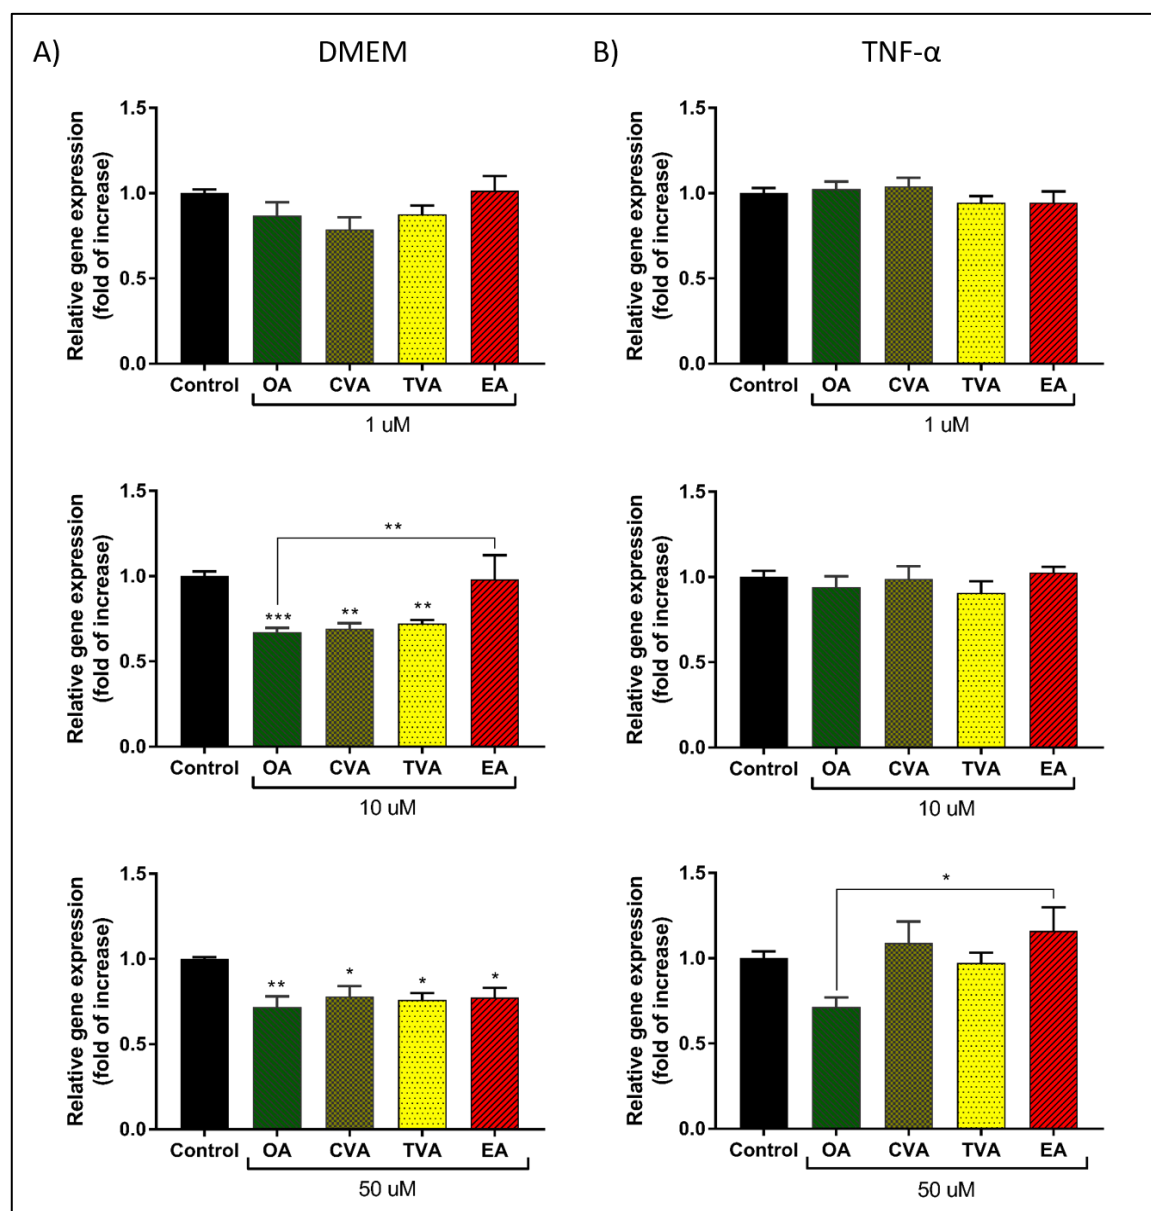 A)
DMEM
Relative gene expression
(fold of increase)
1.5
1.0
0.5
0.0
Control OA CVA TVA EA
1 uM
B)
TNF-α
Relative gene expression
(fold of increase)
1.5
1.0
0.5
0.0
Control OA CVA TVA EA
1 uM
Relative gene expression
(fold of increase)
1.5
1.0
0.5
0.0
**
*** ** **
Control OA CVA TVA EA
10 uM
Relative gene expression
(fold of increase)
1.5
1.0
0.5
0.0
Control OA CVA TVA EA
10 uM
Relative gene expression
(fold of increase)
1.5
1.0
0.5
0.0
** * * *
Control OA CVA TVA EA
50 uM
Relative gene expression
(fold of increase)
1.5
1.0
0.5
0.0
*
Control OA CVA TVA EA
50 uM